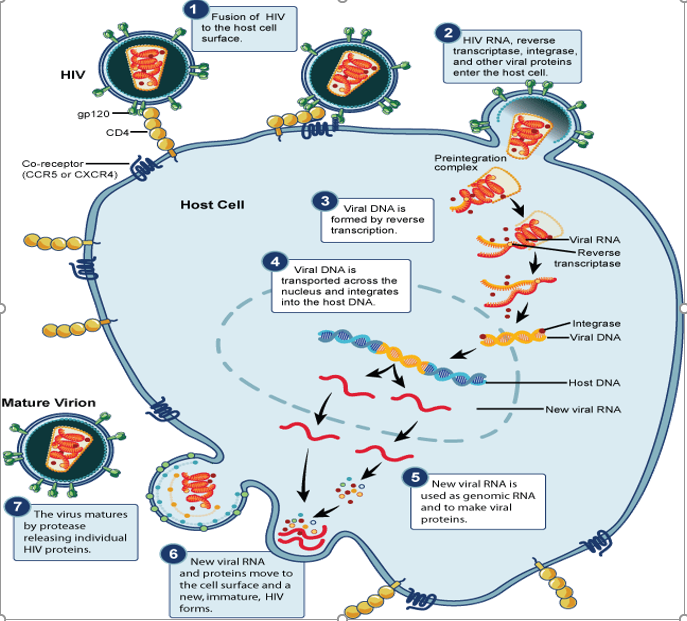 1
Fusion of HIV
to the host cell
surface.
2
HIV RNA, reverse
transcriptase, integrase,
and other viral proteins
enter the host cell.
HIV
gp120
CD4
Co-receptor
(CCR5 or CXCR4)
Preintegration
complex
Host Cell
3
Viral DNA is
formed by reverse
transcription.
Viral RNA
Reverse
transcriptase
4
Viral DNA is
transported across the
nucleus and integrates
into the host DNA.
Integrase
Viral DNA
Host DNA
New viral RNA
Mature Virion
5
New viral RNA is
used as genomic RNA
and to make viral
proteins.
7
The virus matures
by protease
releasing individual
HIV proteins.
6
New viral RNA
and proteins move to
the cell surface and a
new, immature, HIV
forms.